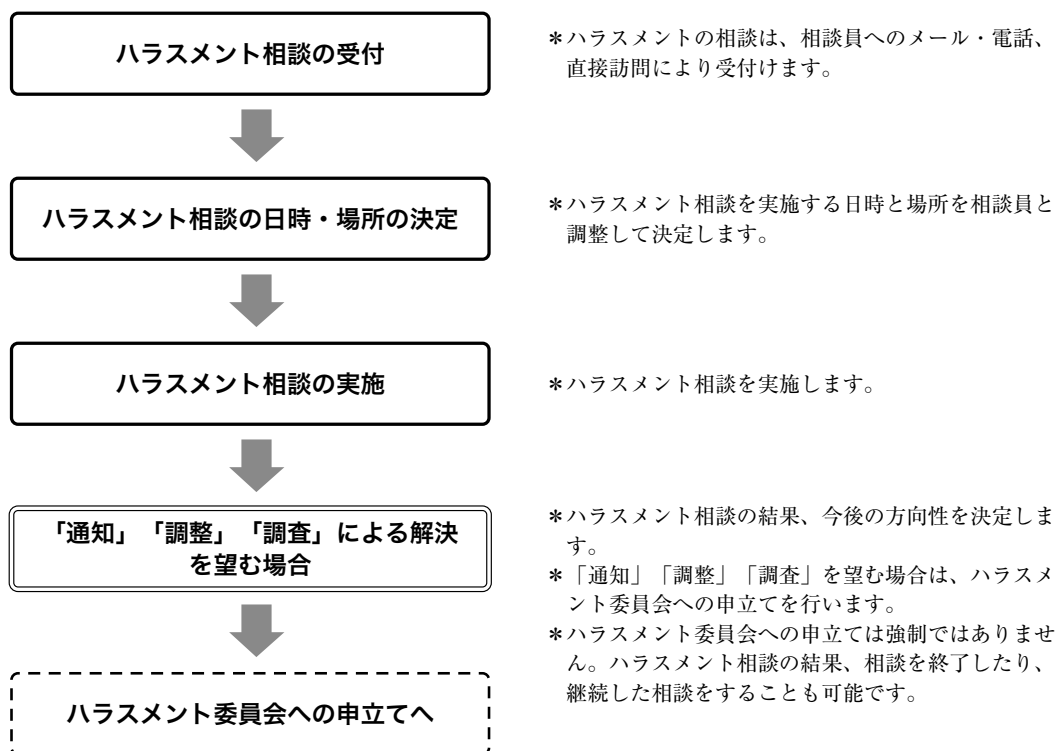 ハラスメント相談の受付
＊ハラスメントの相談は、相談員へのメール・電話、
直接訪問により受付けます。
ハラスメント相談の日時・場所の決定
＊ハラスメント相談を実施する日時と場所を相談員と
調整して決定します。
ハラスメント相談の実施
＊ハラスメント相談を実施します。
「通知」「調整」「調査」による解決
を望む場合
＊ハラスメント相談の結果、今後の方向性を決定しま
す。
＊「通知」「調整」「調査」を望む場合は、ハラスメ
ント委員会への申立てを行います。
＊ハラスメント委員会への申立ては強制ではありませ
ん。ハラスメント相談の結果、相談を終了したり、
継続した相談をすることも可能です。
ハラスメント委員会への申立てへ